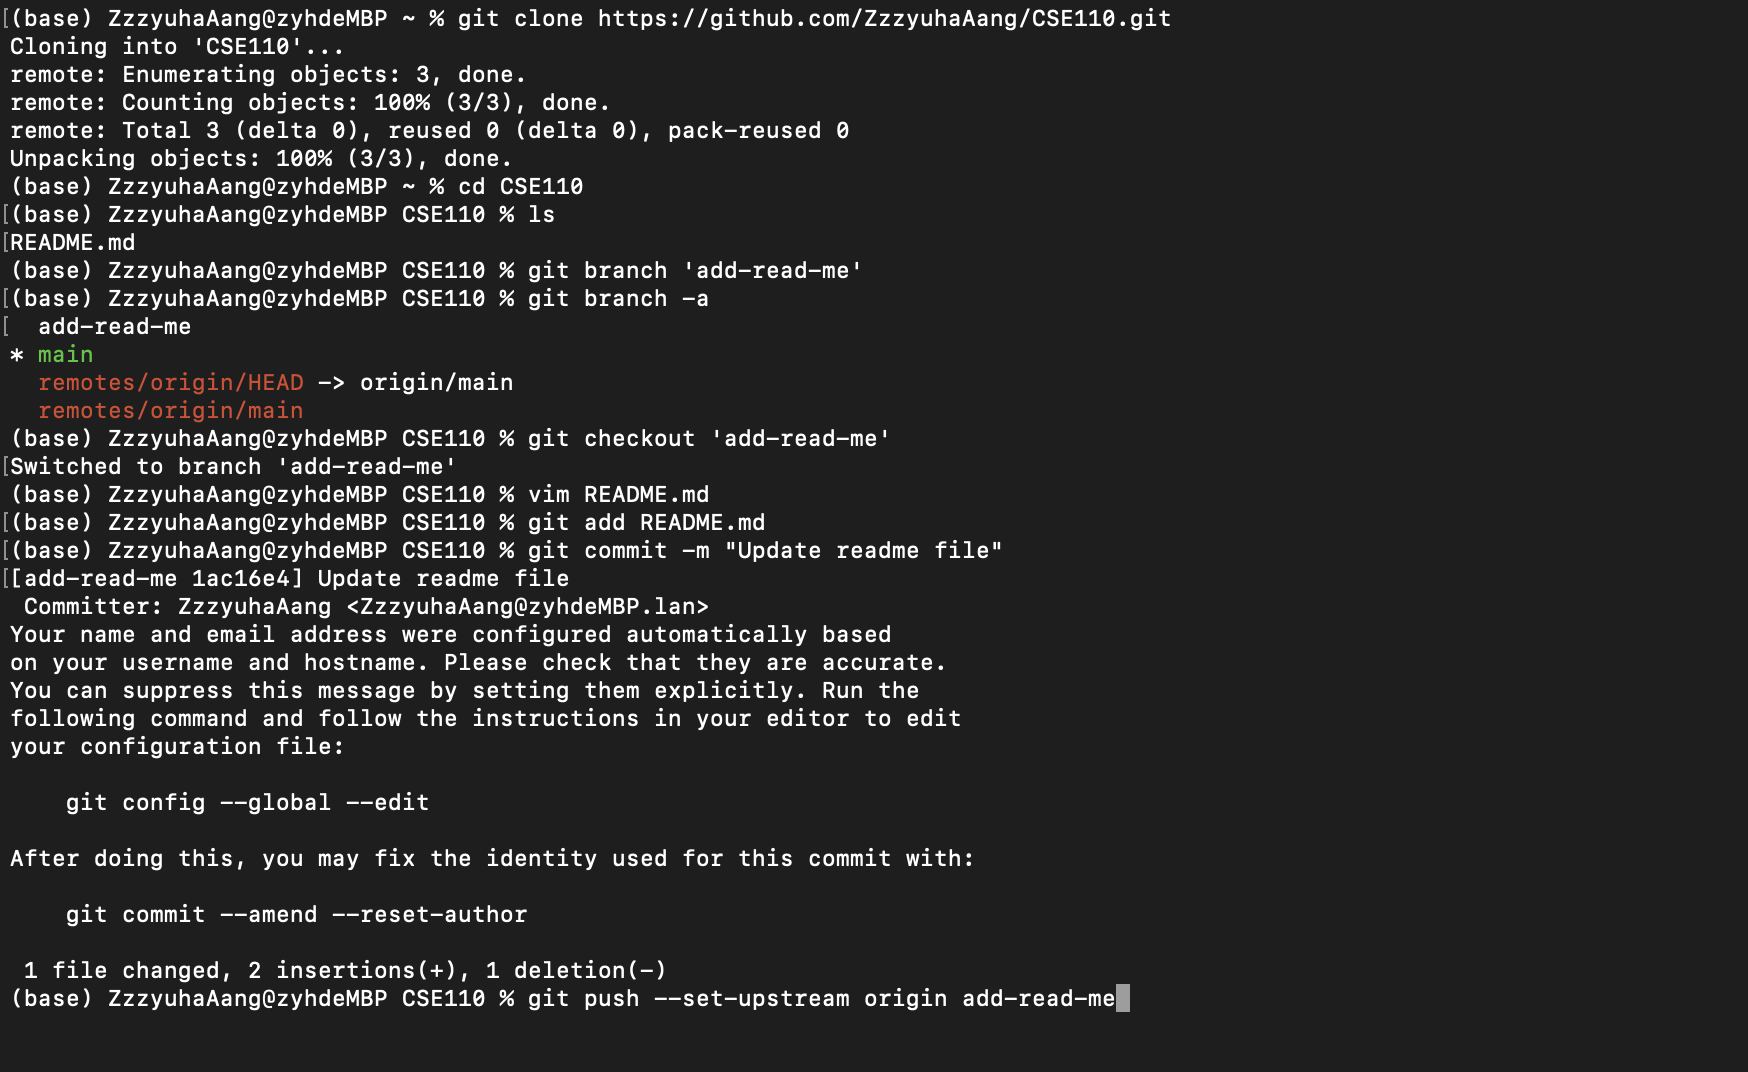 [(base) ZzzyuhaAang@zyhdeMBP ~ % git clone https://github.com/ZzzyuhaAang/CSE110.git
Cloning into 'CSE110'...
remote: Enumerating objects: 3, done.
remote: Counting objects: 100% (3/3), done.
remote: Total 3 (delta 0), reused 0 (delta 0), pack-reused 0
Unpacking objects: 100% (3/3), done.
(base) ZzzyuhaAang@zyhdeMBP ~ % cd CSE110
[(base) ZzzyuhaAang@zyhdeMBP CSE110 % ls
[README.md
(base) ZzzyuhaAang@zyhdeMBP CSE110 % git branch 'add-read-me'
[(base) ZzzyuhaAang@zyhdeMBP CSE110 % git branch -a
[  add-read-me
* main
  remotes/origin/HEAD -> origin/main
  remotes/origin/main
(base) ZzzyuhaAang@zyhdeMBP CSE110 % git checkout 'add-read-me'
[Switched to branch 'add-read-me'
(base) ZzzyuhaAang@zyhdeMBP CSE110 % vim README.md
[(base) ZzzyuhaAang@zyhdeMBP CSE110 % git add README.md
[(base) ZzzyuhaAang@zyhdeMBP CSE110 % git commit -m "Update readme file"
[[add-read-me 1ac16e4] Update readme file
 Committer: ZzzyuhaAang <ZzzyuhaAang@zyhdeMBP.lan>
Your name and email address were configured automatically based
on your username and hostname. Please check that they are accurate.
You can suppress this message by setting them explicitly. Run the
following command and follow the instructions in your editor to edit
your configuration file:

    git config --global --edit

After doing this, you may fix the identity used for this commit with:

    git commit --amend --reset-author

 1 file changed, 2 insertions(+), 1 deletion(-)
(base) ZzzyuhaAang@zyhdeMBP CSE110 % git push --set-upstream origin add-read-me